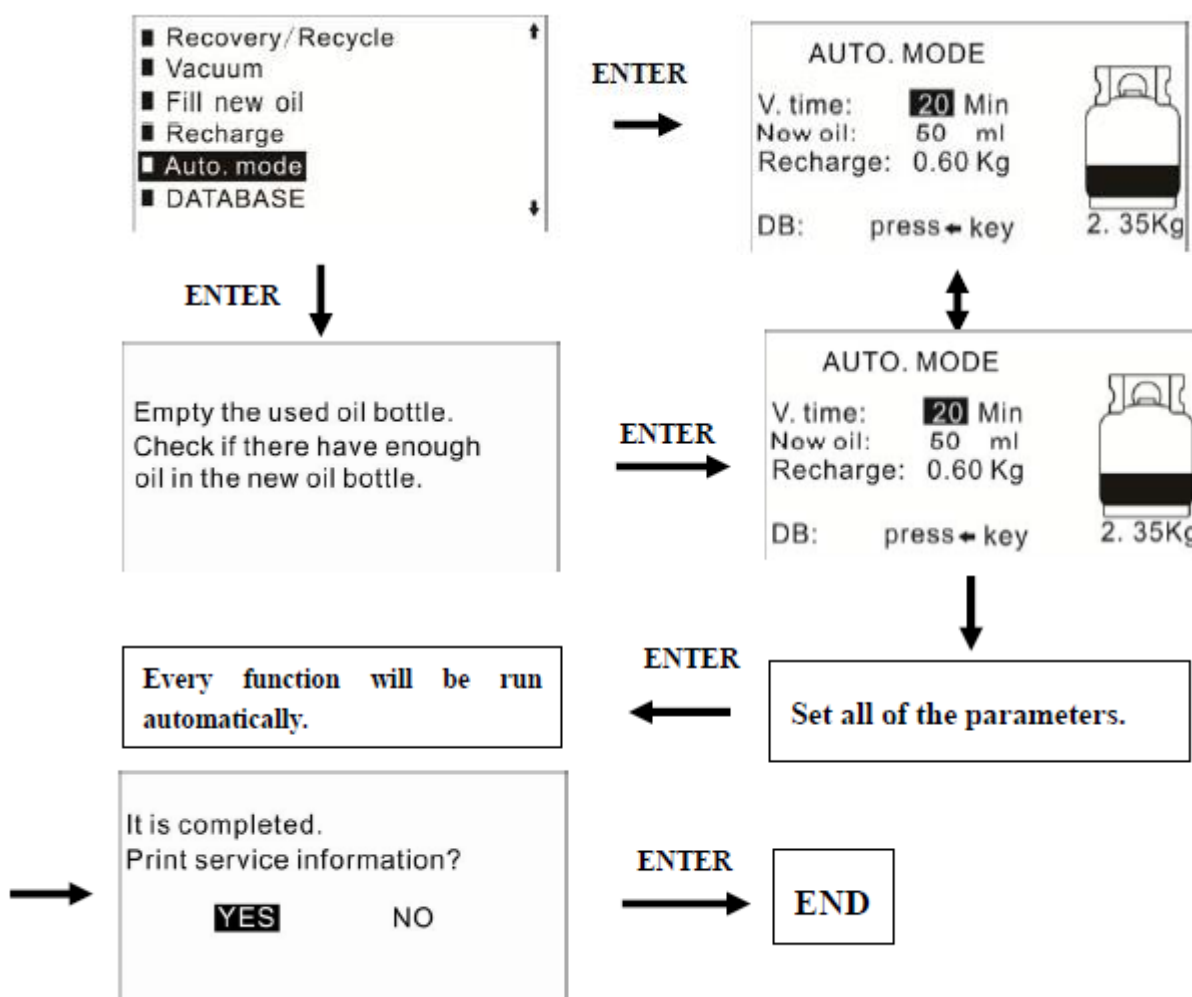 Recovery/Recycle
Vacuum
Fill new oil
Recharge
Auto. mode
DATABASE
ENTER
AUTO. MODE
V. time: 20 Min
Now oil: 50 ml
Recharge: 0.60 Kg
DB: press ← key
2. 35Kg
ENTER
Empty the used oil bottle.
Check if there have enough
oil in the new oil bottle.
ENTER
AUTO. MODE
V. time: 20 Min
Now oil: 50 ml
Recharge: 0.60 Kg
DB: press ← key
2. 35Kg
Set all of the parameters.
ENTER
Every function will be run
automatically.
It is completed.
Print service information?
YES NO
ENTER
END